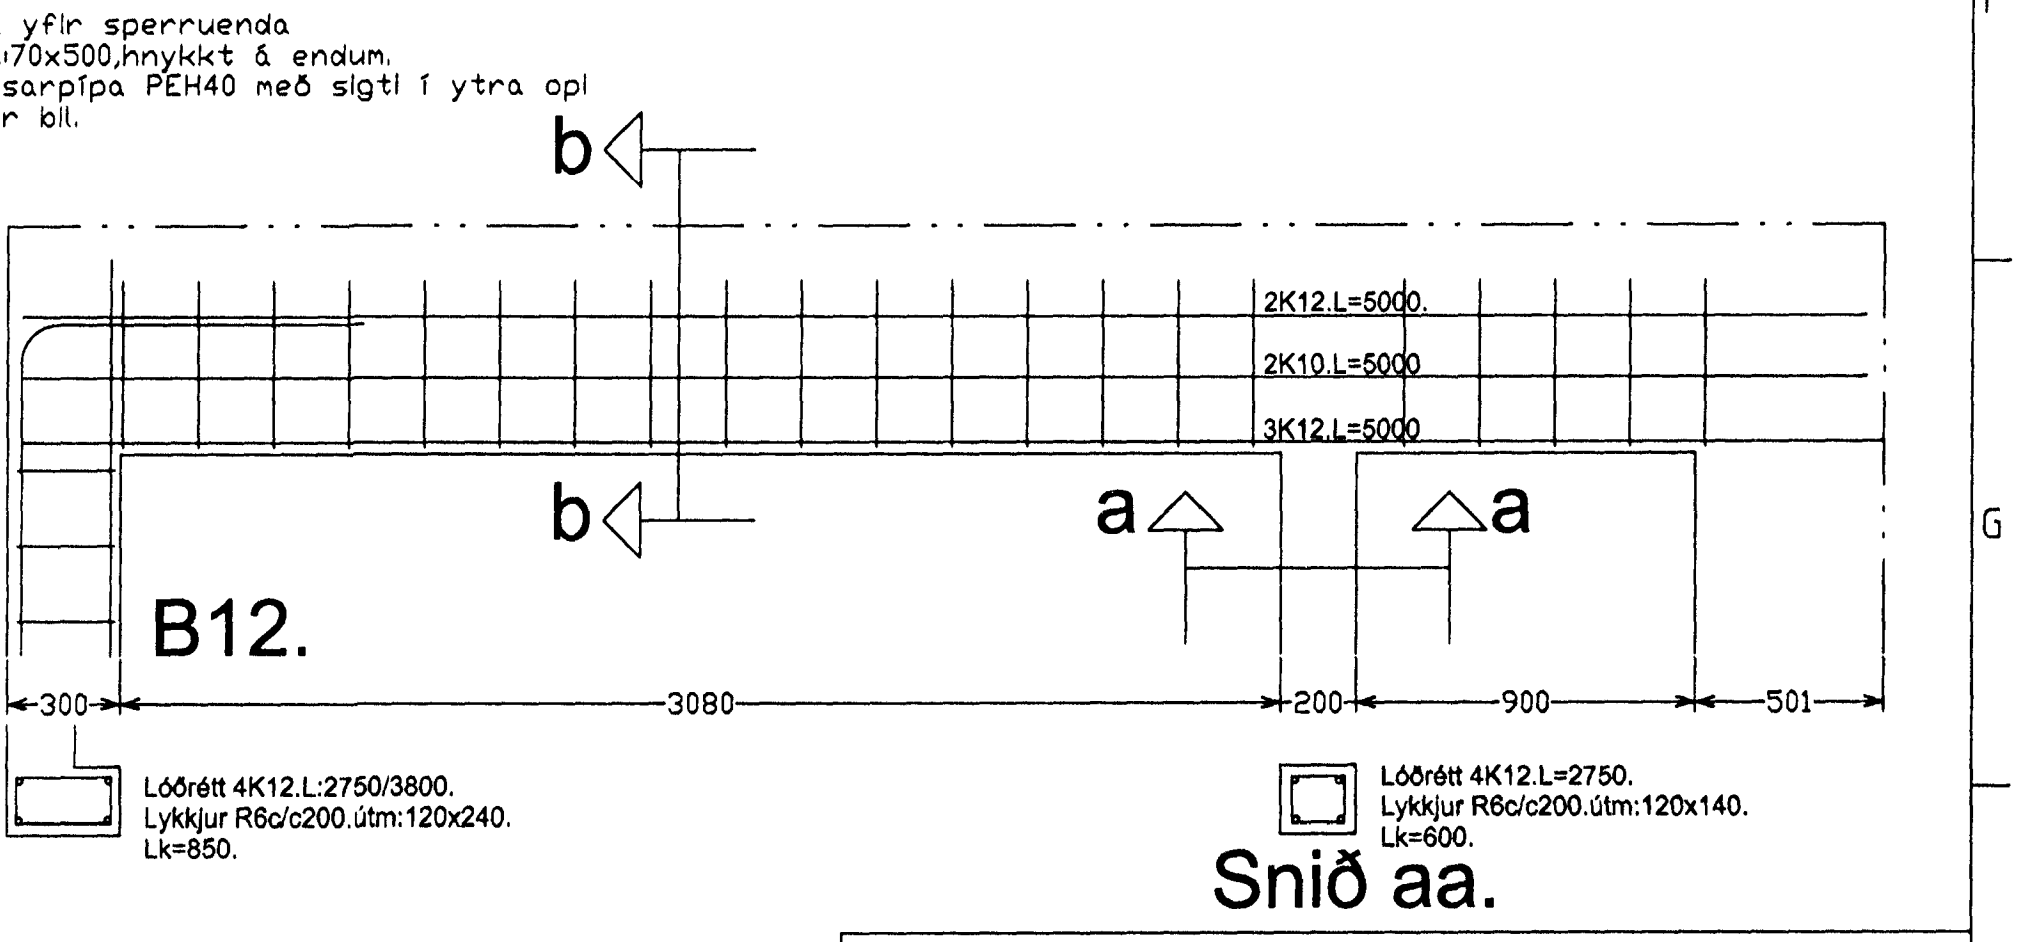 yfir sperruenda
70x500,hnykkt á endum.
sarpípa PEH40 með sigti í ytra opi
r bil.
b
2K12.L=5000.
2K10.L=5000
3K12.L=5000
b
a
a
G
B12.
300
3080
200
900
501
Lóðrétt 4K12.L:2750/3800.
Lykkjur R6c/c200.útm:120x240.
Lk=850.
Lóðrétt 4K12.L=2750.
Lykkjur R6c/c200.útm:120x140.
Lk=600.
Snið aa.